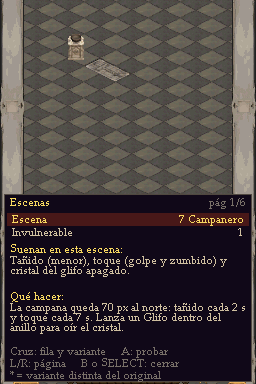 Escenas pág 1/6
Escena 7 Campanero
Invulnerable 1
Suenan en esta escena:
Tañido (menor), toque (golpe y zumbido) y
cristal del glifo apagado.
Qué hacer:
La campana queda 70 px al norte: tañido cada 2 s
y toque cada 7 s. Lanza un Glifo dentro del
anillo para oír el cristal.
Cruz: fila y variante A: probar
L/R: página B o SELECT: cerrar
* = variante distinta del original